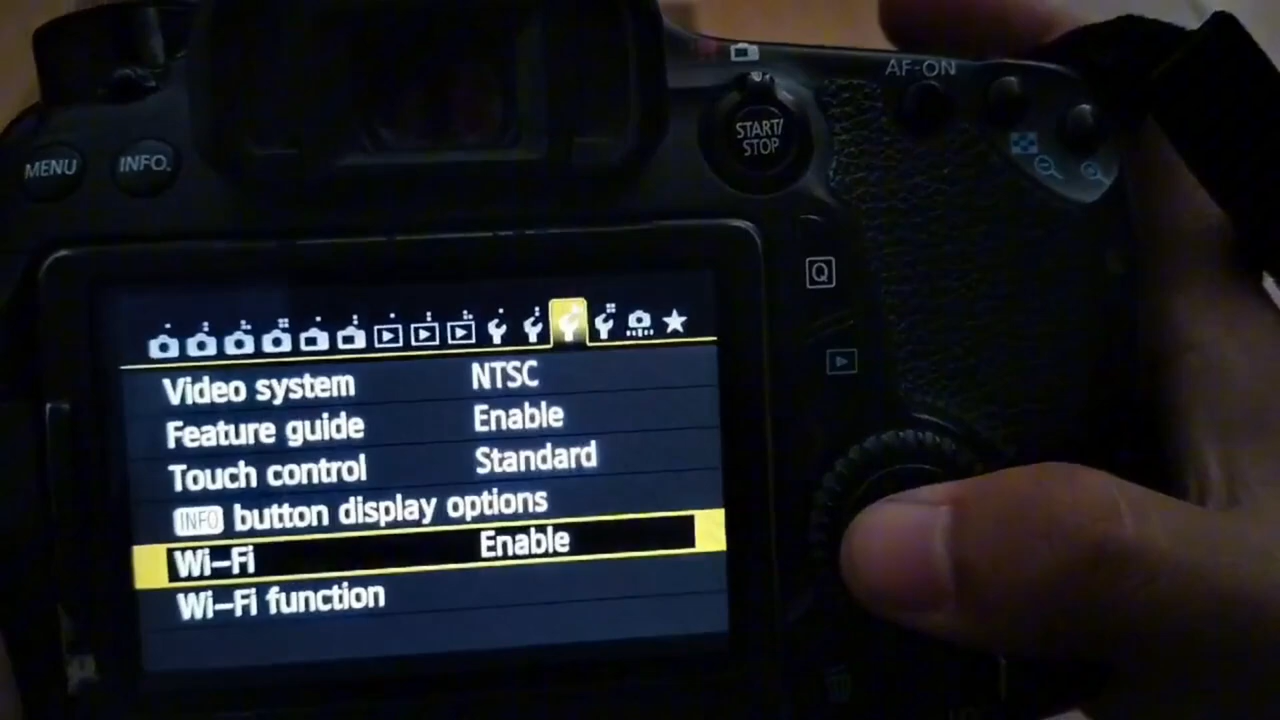 AF-ON
MENU
INFO.
START/
STOP
Q
Video system NTSC
Feature guide Enable
Touch control Standard
INFO button display options
Wi-Fi Enable
Wi-Fi function